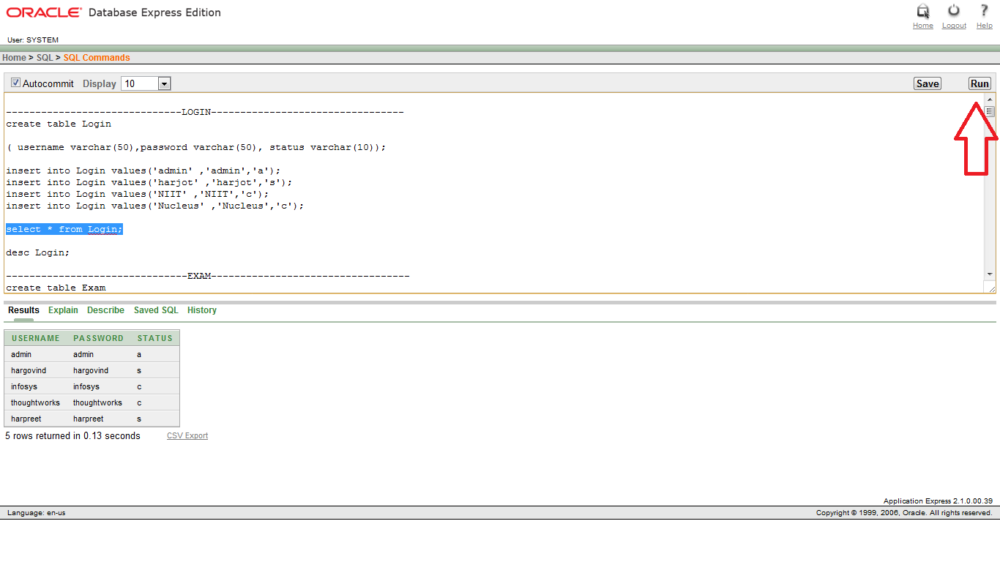 ORACLE Database Express Edition
Home Logout Help
User: SYSTEM
Home > SQL > SQL Commands
Autocommit Display 10 Save Run
------------------------------LOGIN---------------------------------
create table Login
( username varchar(50),password varchar(50), status varchar(10));
insert into Login values('admin' ,'admin','a');
insert into Login values('harjot' ,'harjot','s');
insert into Login values('NIIT' ,'NIIT','c');
insert into Login values('Nucleus' ,'Nucleus','c');
select * from Login;
desc Login;
-------------------------------EXAM----------------------------------
create table Exam
Results Explain Describe Saved SQL History
USERNAME PASSWORD STATUS
admin admin a
hargovind hargovind s
infosys infosys c
thoughtworks thoughtworks c
harpreet harpreet s
5 rows returned in 0.13 seconds CSV Export
Application Express 2.1.0.00.39
Language: en-us Copyright © 1999, 2006, Oracle. All rights reserved.